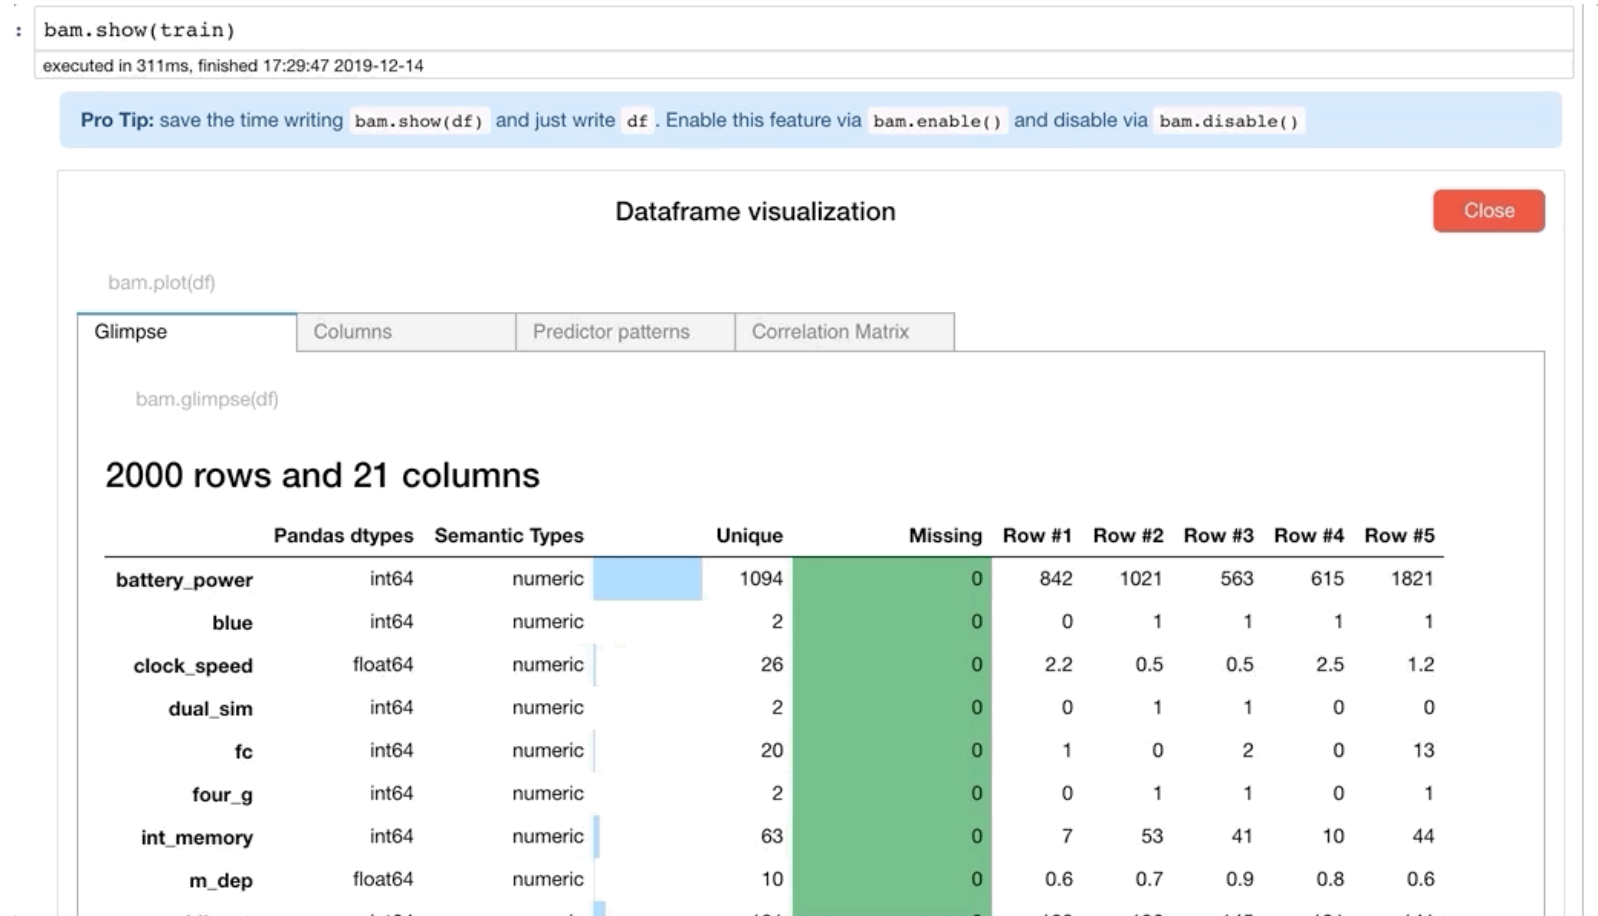 : bam.show(train)
executed in 311ms, finished 17:29:47 2019-12-14
Pro Tip: save the time writing bam.show(df) and just write df . Enable this feature via bam.enable() and disable via bam.disable()
Dataframe visualization Close
bam.plot(df)
Glimpse Columns Predictor patterns Correlation Matrix
bam.glimpse(df)
2000 rows and 21 columns
Pandas dtypes Semantic Types Unique Missing Row #1 Row #2 Row #3 Row #4 Row #5
battery_power int64 numeric 1094 0 842 1021 563 615 1821
blue int64 numeric 2 0 0 1 1 1 1
clock_speed float64 numeric 26 0 2.2 0.5 0.5 2.5 1.2
dual_sim int64 numeric 2 0 0 1 1 0 0
fc int64 numeric 20 0 1 0 2 0 13
four_g int64 numeric 2 0 0 1 1 0 1
int_memory int64 numeric 63 0 7 53 41 10 44
m_dep float64 numeric 10 0 0.6 0.7 0.9 0.8 0.6